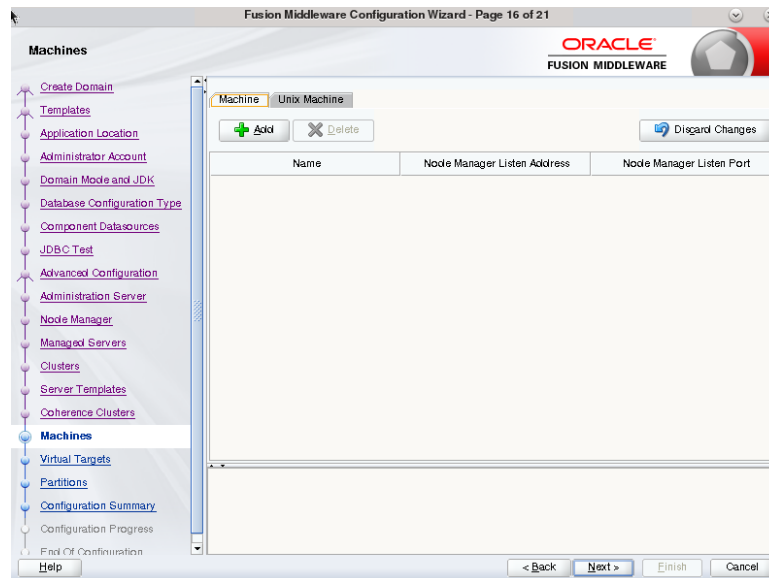 Fusion Middleware Configuration Wizard - Page 16 of 21
Machines
ORACLE
FUSION MIDDLEWARE
Create Domain
Templates
Application Location
Administrator Account
Domain Mode and JDK
Database Configuration Type
Component Datasources
JDBC Test
Advanced Configuration
Administration Server
Node Manager
Managed Servers
Clusters
Server Templates
Coherence Clusters
Machines
Virtual Targets
Partitions
Configuration Summary
Configuration Progress
End Of Configuration
Machine Unix Machine
Add Delete Discard Changes
Name Node Manager Listen Address Node Manager Listen Port
Help < Back Next > Finish Cancel